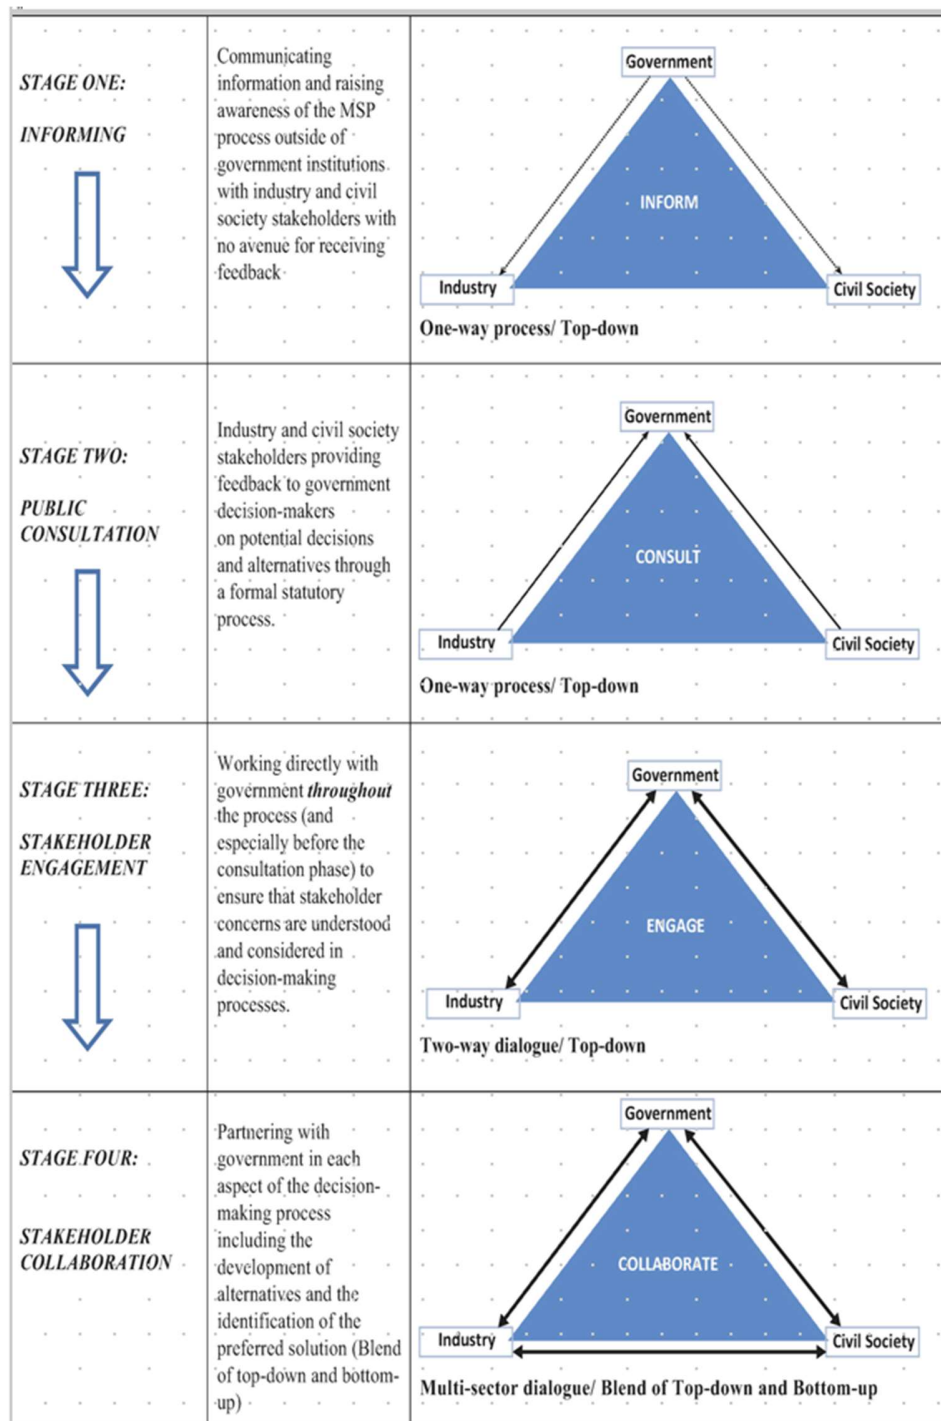 STAGE ONE:
INFORMING
Communicating
information and raising
awareness of the MSP
process outside of
government institutions
with industry and civil
society stakeholders with
no avenue for receiving
feedback
Government
INFORM
Industry
Civil Society
One-way process/ Top-down
STAGE TWO:
PUBLIC
CONSULTATION
Industry and civil society
stakeholders providing
feedback to government
decision-makers
on potential decisions
and alternatives through
a formal statutory
process.
Government
CONSULT
Industry
Civil Society
One-way process/ Top-down
STAGE THREE:
STAKEHOLDER
ENGAGEMENT
Working directly with
government throughout
the process (and
especially before the
consultation phase) to
ensure that stakeholder
concerns are understood
and considered in
decision-making
processes.
Government
ENGAGE
Industry
Civil Society
Two-way dialogue/ Top-down
STAGE FOUR:
STAKEHOLDER
COLLABORATION
Partnering with
government in each
aspect of the decision-
making process
including the
development of
alternatives and the
identification of the
preferred solution (Blend
of top-down and bottom-
up)
Government
COLLABORATE
Industry
Civil Society
Multi-sector dialogue/ Blend of Top-down and Bottom-up